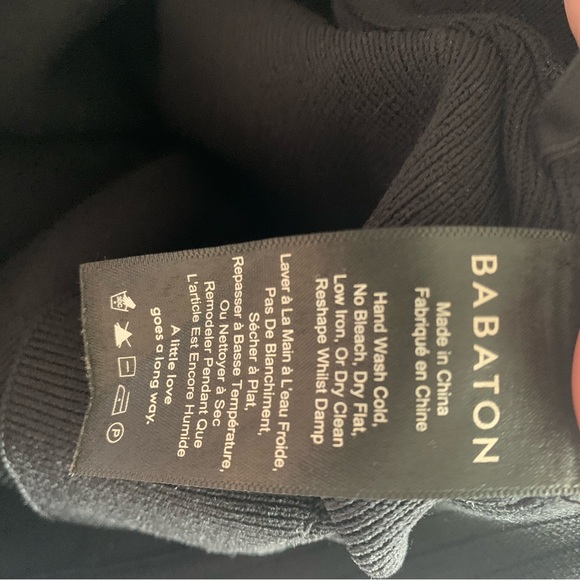 BABATON
Made in China
Fabriqué en Chine
Hand Wash Cold,
No Bleach, Dry Flat,
Low Iron, Or Dry Clean
Reshape Whilst Damp
Laver à La Main à L'eau Froide,
Pas De Blanchiment,
Sécher à Plat,
Repasser à Basse Température,
Ou Nettoyer à Sec
Remodeler Pendant Que
L'article Est Encore Humide
A little love
goes a long way.
P